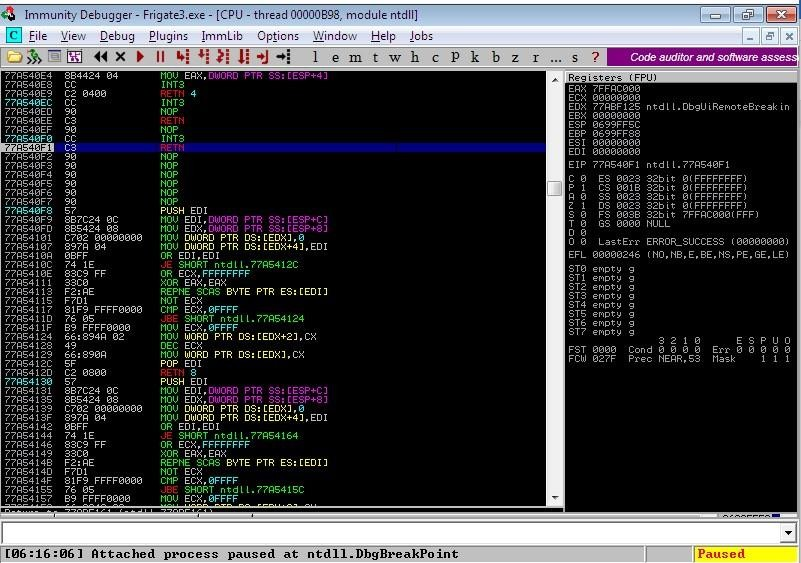 Immunity Debugger - Frigate3.exe - [CPU - thread 00000B98, module ntdll]
C File View Debug Plugins ImmLib Options Window Help Jobs
l e m t w h c p k b z r ... s ? Code auditor and software assess
77A540E4 8B4424 04 MOV EAX,DWORD PTR SS:[ESP+4]
77A540E8 CC INT3
77A540E9 C2 0400 RETN 4
77A540EC CC INT3
77A540ED 90 NOP
77A540EE C3 RETN
77A540EF 90 NOP
77A540F0 CC INT3
77A540F1 C3 RETN
77A540F2 90 NOP
77A540F3 90 NOP
77A540F4 90 NOP
77A540F5 90 NOP
77A540F6 90 NOP
77A540F7 90 NOP
77A540F8 57 PUSH EDI
77A540F9 8B7C24 0C MOV EDI,DWORD PTR SS:[ESP+C]
77A540FD 8B5424 08 MOV EDX,DWORD PTR SS:[ESP+8]
77A54101 C702 00000000 MOV DWORD PTR DS:[EDX],0
77A54107 897A 04 MOV DWORD PTR DS:[EDX+4],EDI
77A5410A 0BFF OR EDI,EDI
77A5410C 74 1E JE SHORT ntdll.77A5412C
77A5410E 83C9 FF OR ECX,FFFFFFFF
77A54111 33C0 XOR EAX,EAX
77A54113 F2:AE REPNE SCAS BYTE PTR ES:[EDI]
77A54115 F7D1 NOT ECX
77A54117 81F9 FFFF0000 CMP ECX,0FFFF
77A5411D 76 05 JBE SHORT ntdll.77A54124
77A5411F B9 FFFF0000 MOV ECX,0FFFF
77A54124 66:894A 02 MOV WORD PTR DS:[EDX+2],CX
77A54128 49 DEC ECX
77A54129 66:890A MOV WORD PTR DS:[EDX],CX
77A5412C 5F POP EDI
77A5412D C2 0800 RETN 8
77A54130 57 PUSH EDI
77A54131 8B7C24 0C MOV EDI,DWORD PTR SS:[ESP+C]
77A54135 8B5424 08 MOV EDX,DWORD PTR SS:[ESP+8]
77A54139 C702 00000000 MOV DWORD PTR DS:[EDX],0
77A5413F 897A 04 MOV DWORD PTR DS:[EDX+4],EDI
77A54142 0BFF OR EDI,EDI
77A54144 74 1E JE SHORT ntdll.77A54164
77A54146 83C9 FF OR ECX,FFFFFFFF
77A54149 33C0 XOR EAX,EAX
77A5414B F2:AE REPNE SCAS BYTE PTR ES:[EDI]
77A5414D F7D1 NOT ECX
77A5414F 81F9 FFFF0000 CMP ECX,0FFFF
77A54155 76 05 JBE SHORT ntdll.77A5415C
77A54157 B9 FFFF0000 MOV ECX,0FFFF
Registers (FPU)
EAX 7FFAC000
ECX 00000000
EDX 77ABF125 ntdll.DbgUiRemoteBreakin
EBX 00000000
ESP 0699FF5C
EBP 0699FF88
ESI 00000000
EDI 00000000
EIP 77A540F1 ntdll.77A540F1
C 0 ES 0023 32bit 0(FFFFFFFF)
P 1 CS 001B 32bit 0(FFFFFFFF)
A 0 SS 0023 32bit 0(FFFFFFFF)
Z 1 DS 0023 32bit 0(FFFFFFFF)
S 0 FS 003B 32bit 7FFAC000(FFF)
T 0 GS 0000 NULL
D 0
O 0 LastErr ERROR_SUCCESS (00000000)
EFL 00000246 (NO,NB,E,BE,NS,PE,GE,LE)
ST0 empty g
ST1 empty g
ST2 empty g
ST3 empty g
ST4 empty g
ST5 empty g
ST6 empty g
ST7 empty g
3 2 1 0 E S P U O
FST 0000 Cond 0 0 0 0 Err 0 0 0 0 0
FCW 027F Prec NEAR,53 Mask 1 1 1
[06:16:06] Attached process paused at ntdll.DbgBreakPoint
Paused